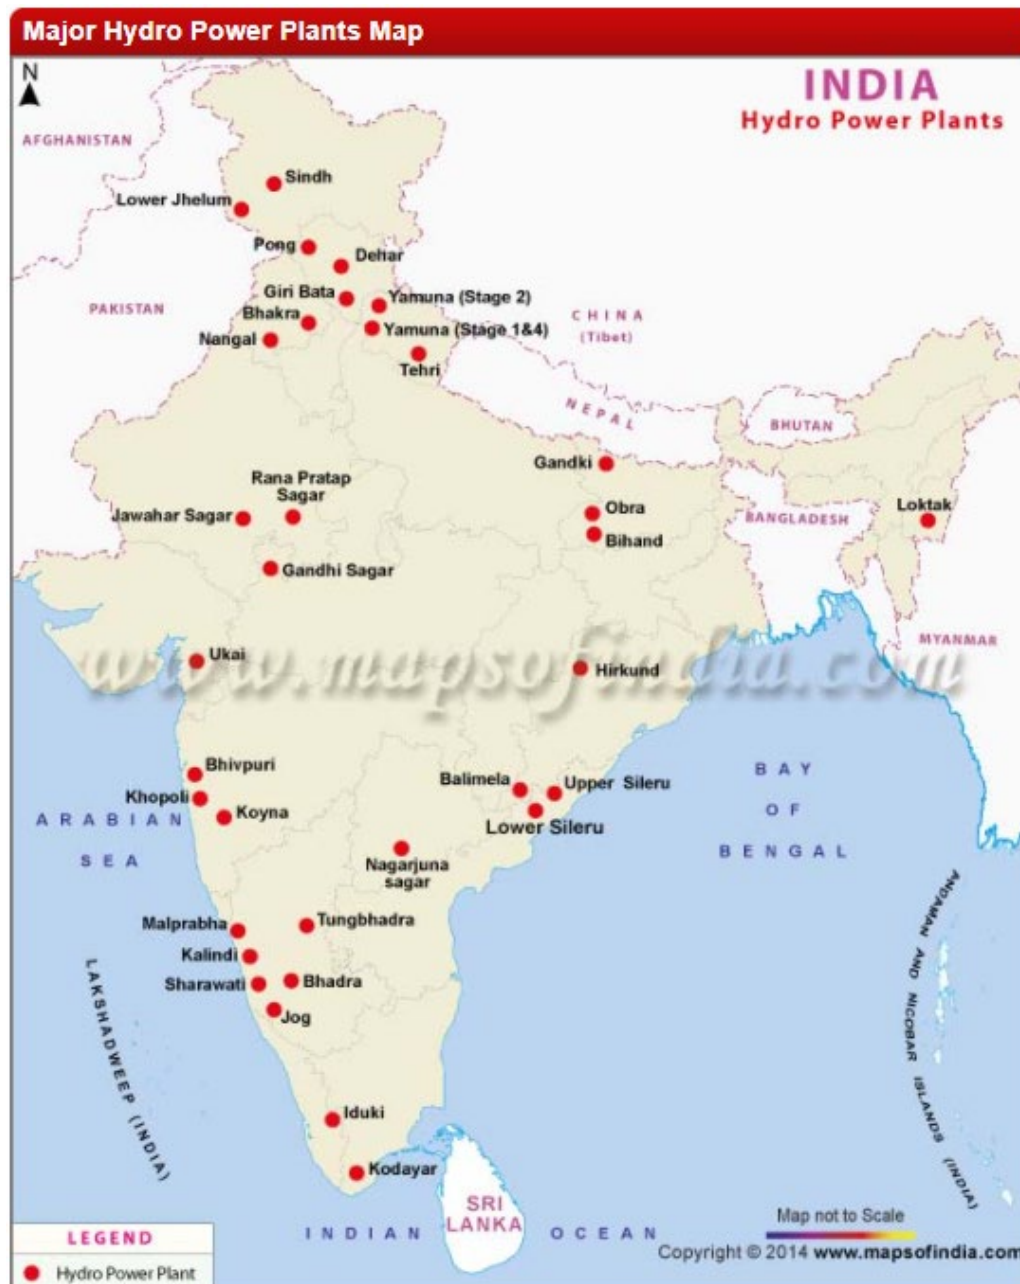 Major Hydro Power Plants Map
N
INDIA
Hydro Power Plants
AFGHANISTAN
Sindh
Lower Jhelum
Pong
Dehar
PAKISTAN
Giri Bata
Yamuna (Stage 2)
Bhakra
CHINA
(Tibet)
Nangal
Yamuna (Stage 1&4)
Tehri
NEPAL
BHUTAN
Gandki
Rana Pratap
Sagar
Jawahar Sagar
Obra
Loktak
BANGLADESH
Bihand
Gandhi Sagar
MYANMAR
Ukai
www.mapsofindia.com
Hirkund
Bhivpuri
BAY
OF
BENGAL
Balimela
Upper Sileru
Khopoli
Koyna
ARABIAN
SEA
Lower Sileru
Nagarjuna
sagar
Malprabha
Tungbhadra
Kalindi
Sharawati
Bhadra
Jog
LAKSHADWEEP (INDIA)
ANDAMAN AND NICOBAR ISLANDS (INDIA)
Iduki
Kodayar
SRI
LANKA
INDIAN OCEAN
Map not to Scale
Copyright © 2014 www.mapsofindia.com
LEGEND
Hydro Power Plant